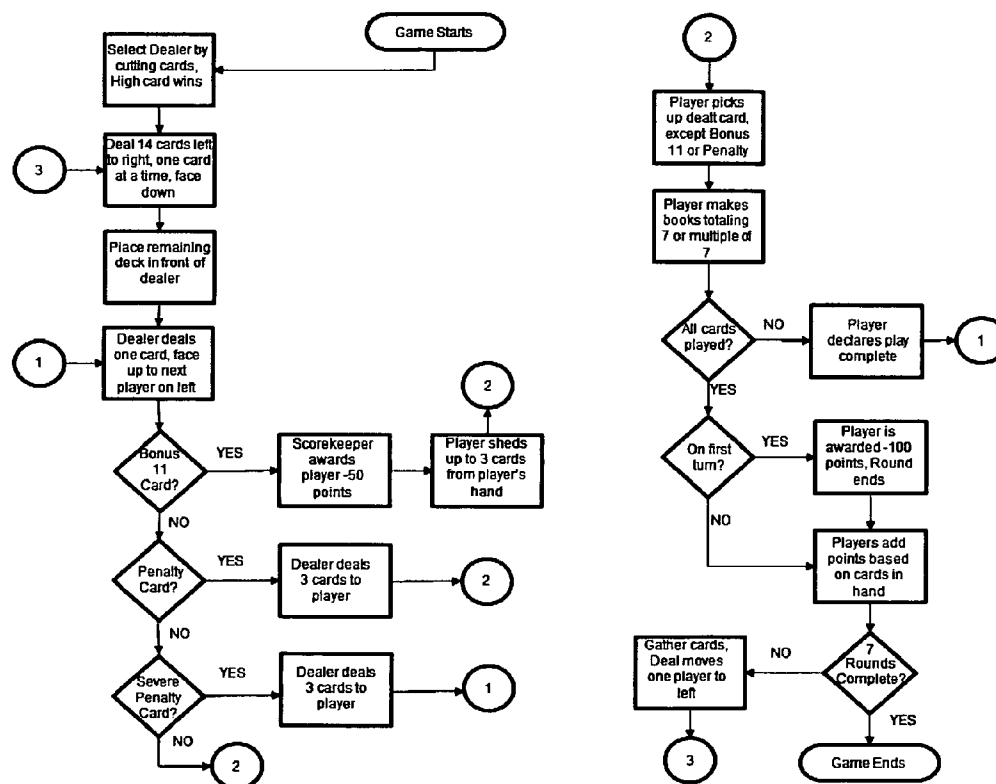 Game Starts
Select Dealer by
cutting cards,
High card wins
3
Deal 14 cards left
to right, one card
at a time, face
down
Place remaining
deck in front of
dealer
1
Dealer deals
one card, face
up to next
player on left
2
Bonus
11
Card?
YES
Scorekeeper
awards
player -50
points
Player sheds
up to 3 cards
from player's
hand
NO
Penalty
Card?
YES
Dealer deals
3 cards to
player
2
NO
Severe
Penalty
Card?
YES
Dealer deals
3 cards to
player
1
NO
2
2
Player picks
up dealt card,
except Bonus
11 or Penalty
Player makes
books totaling
7 or multiple of
7
All cards
played?
NO
Player
declares play
complete
1
YES
On first
turn?
YES
Player is
awarded -100
points, Round
ends
NO
Players add
points based
on cards in
hand
7
Rounds
Complete?
NO
Gather cards,
Deal moves
one player to
left
3
YES
Game Ends